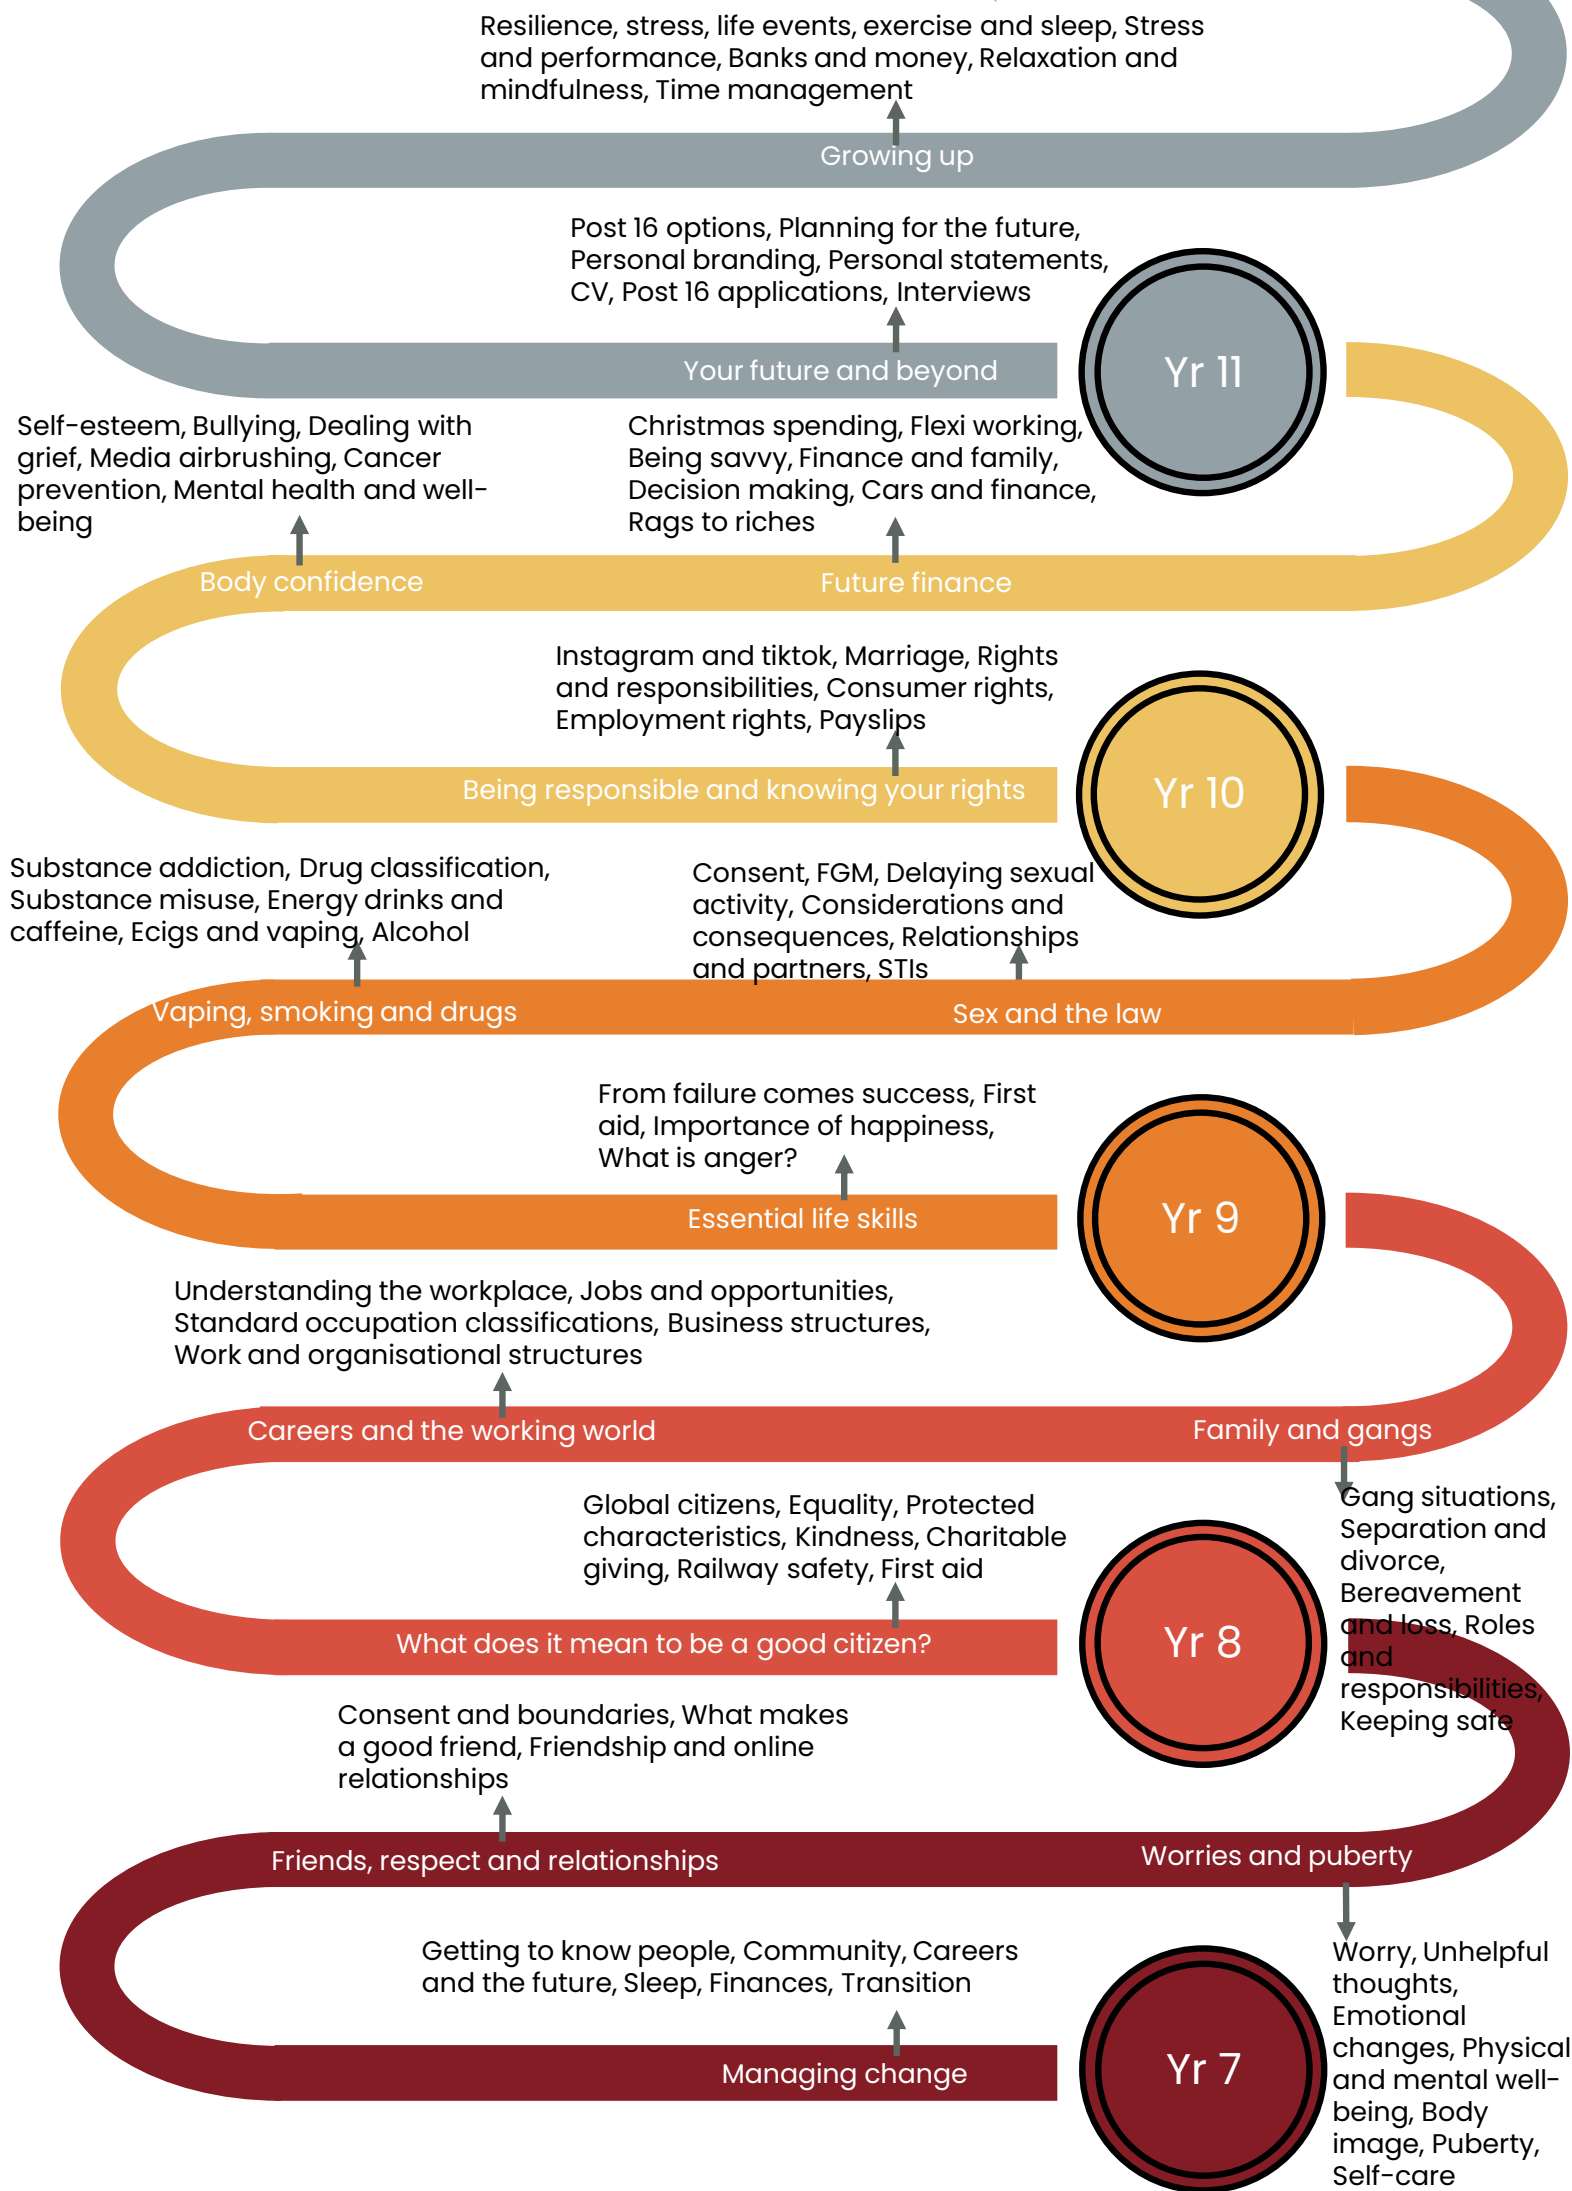 Resilience, stress, life events, exercise and sleep, Stress
and performance, Banks and money, Relaxation and
mindfulness, Time management
Growing up
Post 16 options, Planning for the future,
Personal branding, Personal statements,
CV, Post 16 applications, Interviews
Your future and beyond
Yr 11
Self-esteem, Bullying, Dealing with
grief, Media airbrushing, Cancer
prevention, Mental health and well-
being
Christmas spending, Flexi working,
Being savvy, Finance and family,
Decision making, Cars and finance,
Rags to riches
Body confidence
Future finance
Instagram and tiktok, Marriage, Rights
and responsibilities, Consumer rights,
Employment rights, Payslips
Being responsible and knowing your rights
Yr 10
Substance addiction, Drug classification,
Substance misuse, Energy drinks and
caffeine, Ecigs and vaping, Alcohol
Consent, FGM, Delaying sexual
activity, Considerations and
consequences, Relationships
and partners, STIs
Vaping, smoking and drugs
Sex and the law
From failure comes success, First
aid, Importance of happiness,
What is anger?
Essential life skills
Yr 9
Understanding the workplace, Jobs and opportunities,
Standard occupation classifications, Business structures,
Work and organisational structures
Careers and the working world
Family and gangs
Gang situations,
Separation and
divorce,
Bereavement
and loss, Roles
and
responsibilities,
Keeping safe
Global citizens, Equality, Protected
characteristics, Kindness, Charitable
giving, Railway safety, First aid
What does it mean to be a good citizen?
Yr 8
Consent and boundaries, What makes
a good friend, Friendship and online
relationships
Friends, respect and relationships
Worries and puberty
Worry, Unhelpful
thoughts,
Emotional
changes, Physical
and mental well-
being, Body
image, Puberty,
Self-care
Getting to know people, Community, Careers
and the future, Sleep, Finances, Transition
Managing change
Yr 7